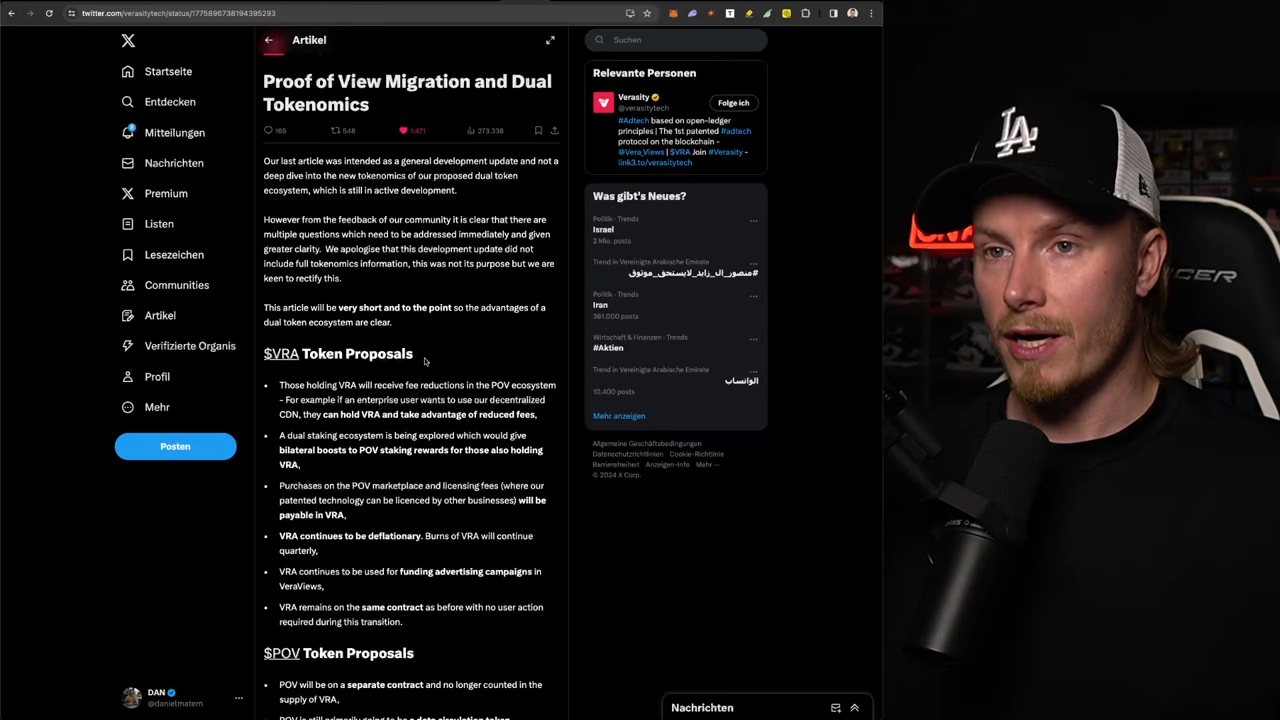 twitter.com/verasitytech/status/1775896738194395293
Startseite
Entdecken
Mitteilungen
Nachrichten
Premium
Listen
Lesezeichen
Communities
Artikel
Verifizierte Organis
Profil
Mehr
Posten
DAN
@danielmatern
Artikel
Proof of View Migration and Dual
Tokenomics
165 548 1.471 273.338
Our last article was intended as a general development update and not a
deep dive into the new tokenomics of our proposed dual token
ecosystem, which is still in active development.
However from the feedback of our community it is clear that there are
multiple questions which need to be addressed immediately and given
greater clarity. We apologise that this development update did not
include full tokenomics information, this was not its purpose but we are
keen to rectify this.
This article will be very short and to the point so the advantages of a
dual token ecosystem are clear.
$VRA Token Proposals
• Those holding VRA will receive fee reductions in the POV ecosystem
- For example if an enterprise user wants to use our decentralized
CDN, they can hold VRA and take advantage of reduced fees,
• A dual staking ecosystem is being explored which would give
bilateral boosts to POV staking rewards for those also holding
VRA,
• Purchases on the POV marketplace and licensing fees (where our
patented technology can be licenced by other businesses) will be
payable in VRA,
• VRA continues to be deflationary. Burns of VRA will continue
quarterly,
• VRA continues to be used for funding advertising campaigns in
VeraViews,
• VRA remains on the same contract as before with no user action
required during this transition.
$POV Token Proposals
• POV will be on a separate contract and no longer counted in the
supply of VRA,
• POV is still primarily going to be a data circulation token
Suchen
Relevante Personen
Verasity
@verasitytech
Folge ich
#Adtech based on open-ledger
principles | The 1st patented #adtech
protocol on the blockchain -
@Vera_Views | $VRA Join #Verasity -
link3.to/verasitytech
Was gibt's Neues?
Politik · Trends
Israel
2 Mio. posts
Trend in Vereinigte Arabische Emirate
#منصور_ال_زايد_لايستحق_موثوق
Politik · Trends
Iran
361.000 posts
Wirtschaft & Finanzen · Trends
#Aktien
Trend in Vereinigte Arabische Emirate
الواتساب
10.400 posts
Mehr anzeigen
Allgemeine Geschäftsbedingungen
Datenschutzrichtlinien Cookie-Richtlinie
Barrierefreiheit Anzeigen-Info Mehr ···
© 2024 X Corp.
Nachrichten
LA